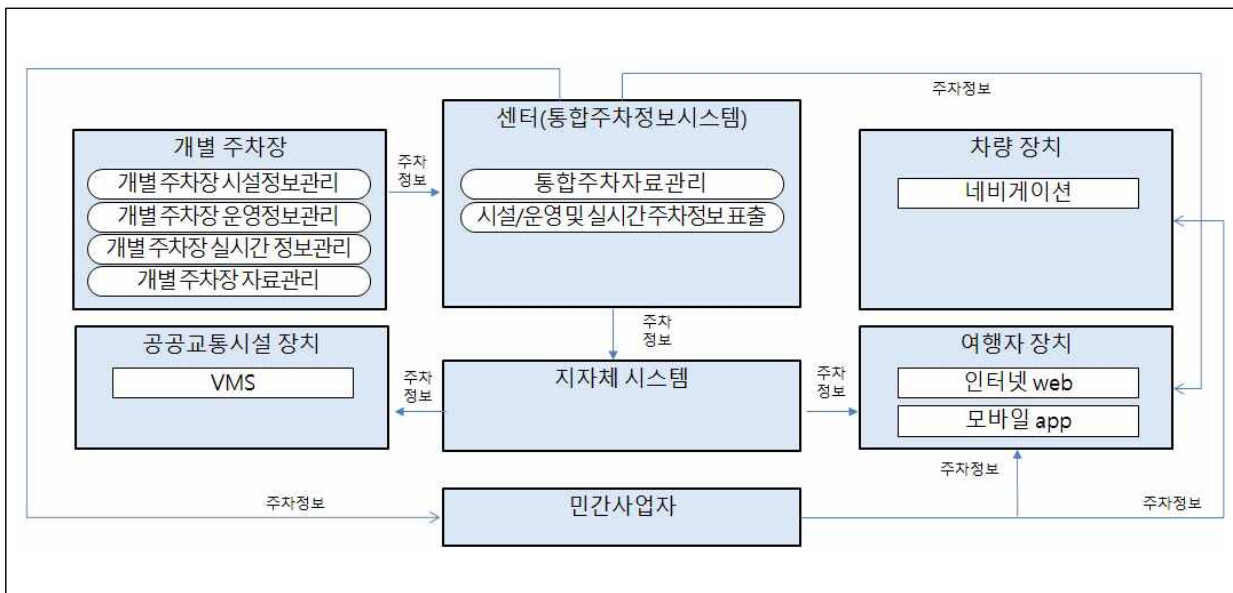 주차정보
센터(통합주차정보시스템)
통합주차자료관리
시설/운영 및 실시간 주차정보 표출
개별 주차장
개별 주차장 시설정보관리
개별 주차장 운영정보관리
개별 주차장 실시간 정보관리
개별 주차장 자료관리
주차
정보
차량 장치
네비게이션
주차
정보
공공교통시설 장치
VMS
주차
정보
지자체 시스템
주차
정보
여행자 장치
인터넷 web
모바일 app
주차정보
주차정보
민간사업자
주차정보